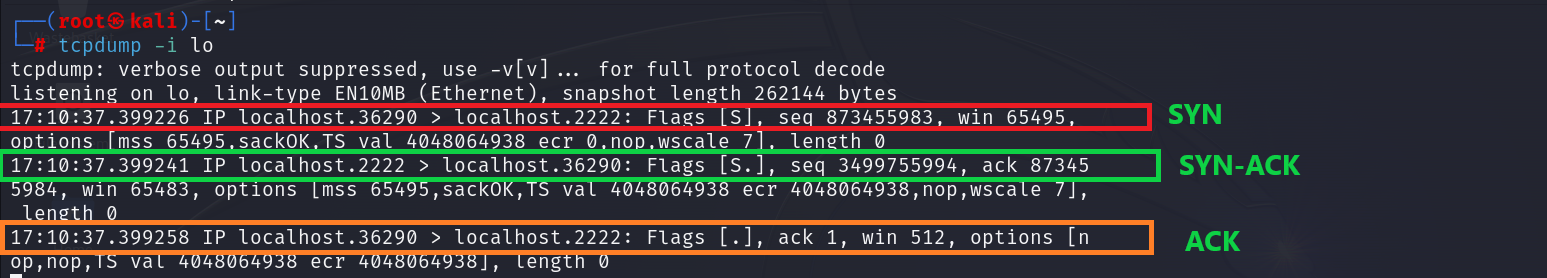 ┌──(root㉿kali)-[~]
└─# tcpdump -i lo
tcpdump: verbose output suppressed, use -v[v]... for full protocol decode
listening on lo, link-type EN10MB (Ethernet), snapshot length 262144 bytes
17:10:37.399226 IP localhost.36290 > localhost.2222: Flags [S], seq 873455983, win 65495, SYN
options [mss 65495,sackOK,TS val 4048064938 ecr 0,nop,wscale 7], length 0
17:10:37.399241 IP localhost.2222 > localhost.36290: Flags [S.], seq 3499755994, ack 87345 SYN-ACK
5984, win 65483, options [mss 65495,sackOK,TS val 4048064938 ecr 4048064938,nop,wscale 7],
length 0
17:10:37.399258 IP localhost.36290 > localhost.2222: Flags [.], ack 1, win 512, options [n ACK
op,nop,TS val 4048064938 ecr 4048064938], length 0